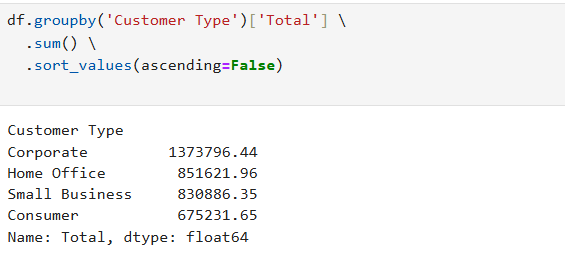 df.groupby('Customer Type')['Total'] \
  .sum() \
  .sort_values(ascending=False)
Customer Type
Corporate         1373796.44
Home Office        851621.96
Small Business     830886.35
Consumer           675231.65
Name: Total, dtype: float64